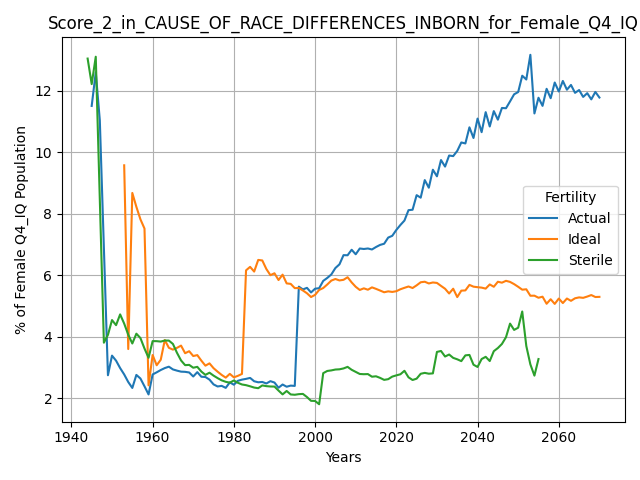 Score_2_in_CAUSE_OF_RACE_DIFFERENCES_INBORN_for_Female_Q4_IQ
% of Female Q4_IQ Population
12
10
8
6
4
2
Fertility
Actual
Ideal
Sterile
1940 1960 1980 2000 2020 2040 2060
Years